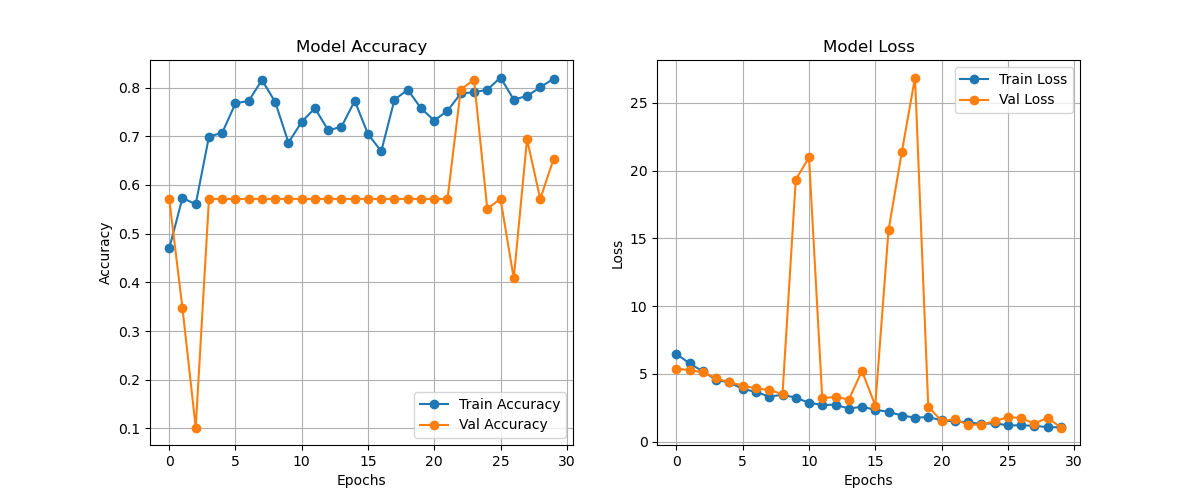 Model Accuracy
Accuracy
0.8
0.7
0.6
0.5
0.4
0.3
0.2
0.1
Train Accuracy
Val Accuracy
0 5 10 15 20 25 30
Epochs
Model Loss
Loss
25
20
15
10
5
0
Train Loss
Val Loss
0 5 10 15 20 25 30
Epochs